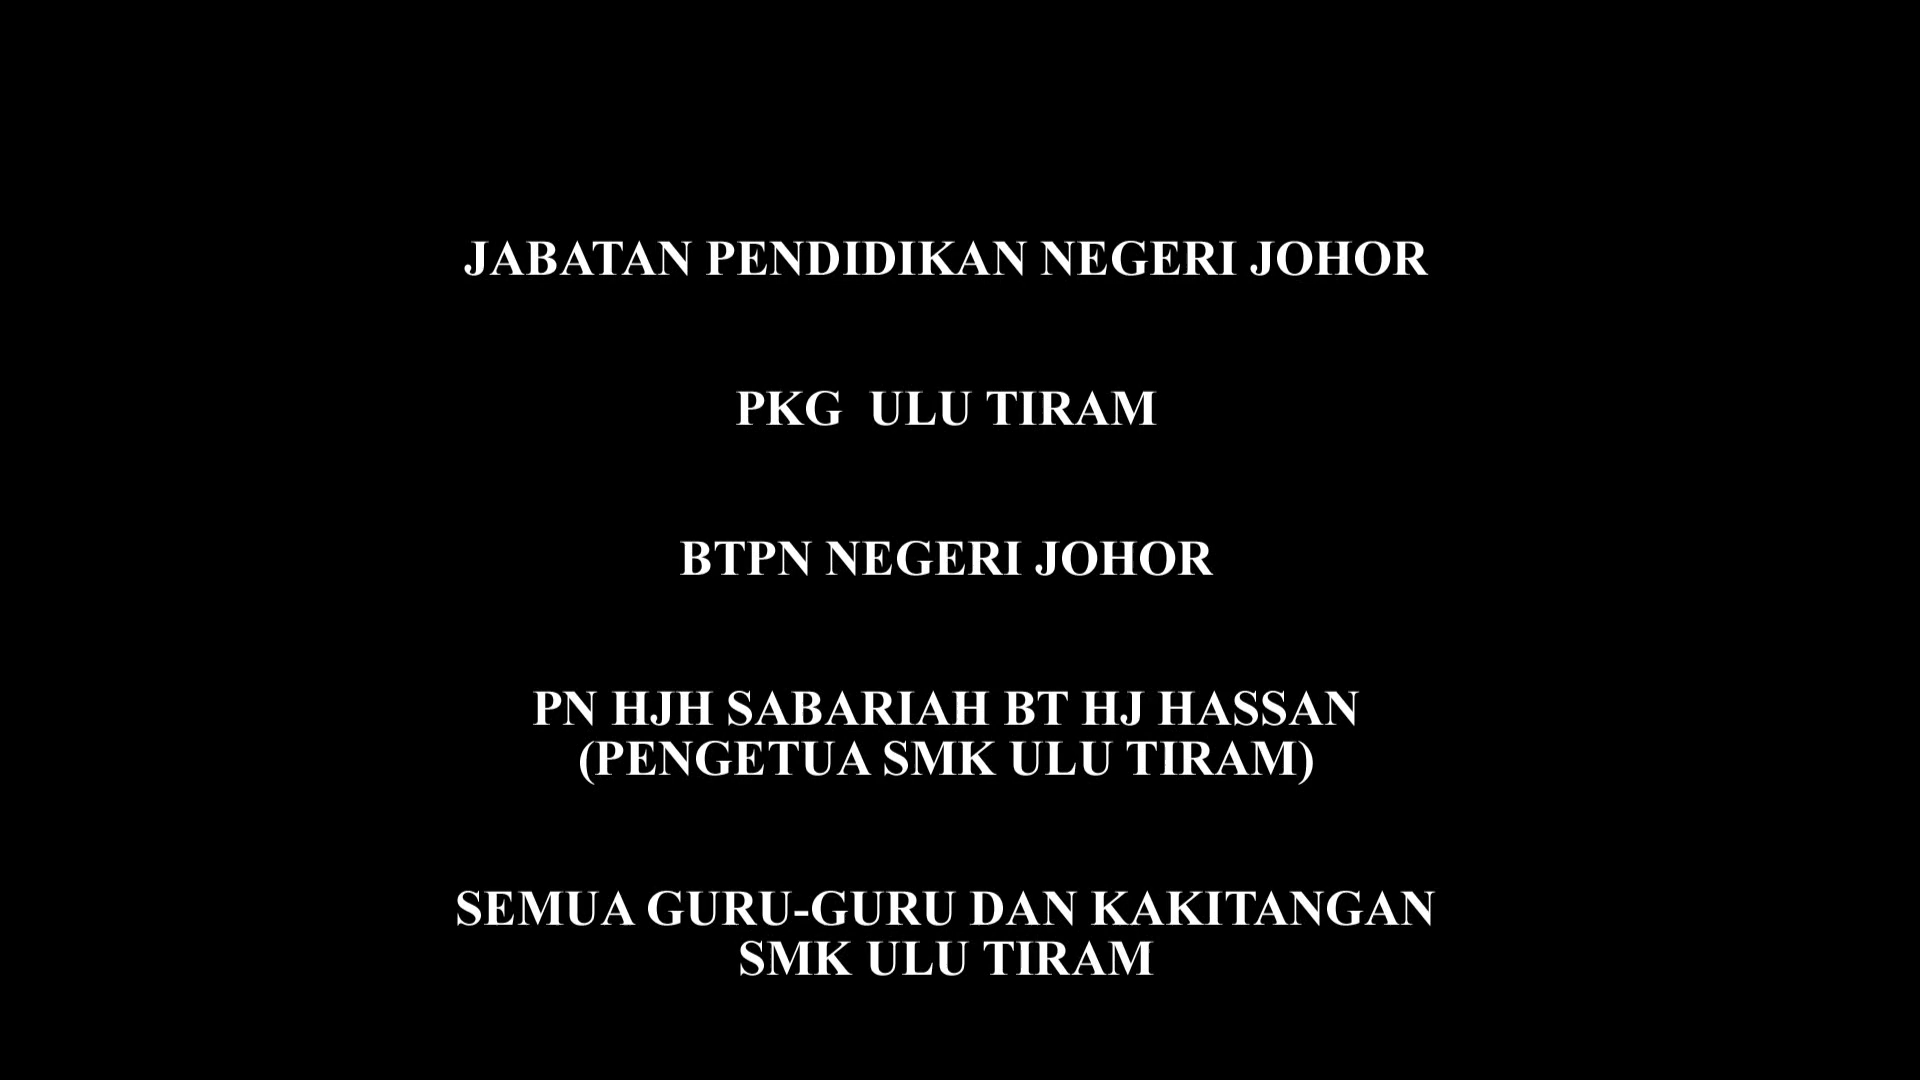 JABATAN PENDIDIKAN NEGERI JOHOR
PKG  ULU TIRAM
BTPN NEGERI JOHOR
PN HJH SABARIAH BT HJ HASSAN
(PENGETUA SMK ULU TIRAM)
SEMUA GURU-GURU DAN KAKITANGAN
SMK ULU TIRAM